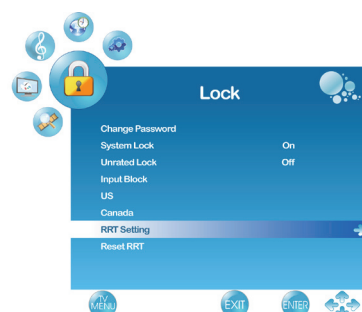 Lock
Change Password
System Lock On
Unrated Lock Off
Input Block
US
Canada
RRT Setting
Reset RRT
TV MENU EXIT ENTER